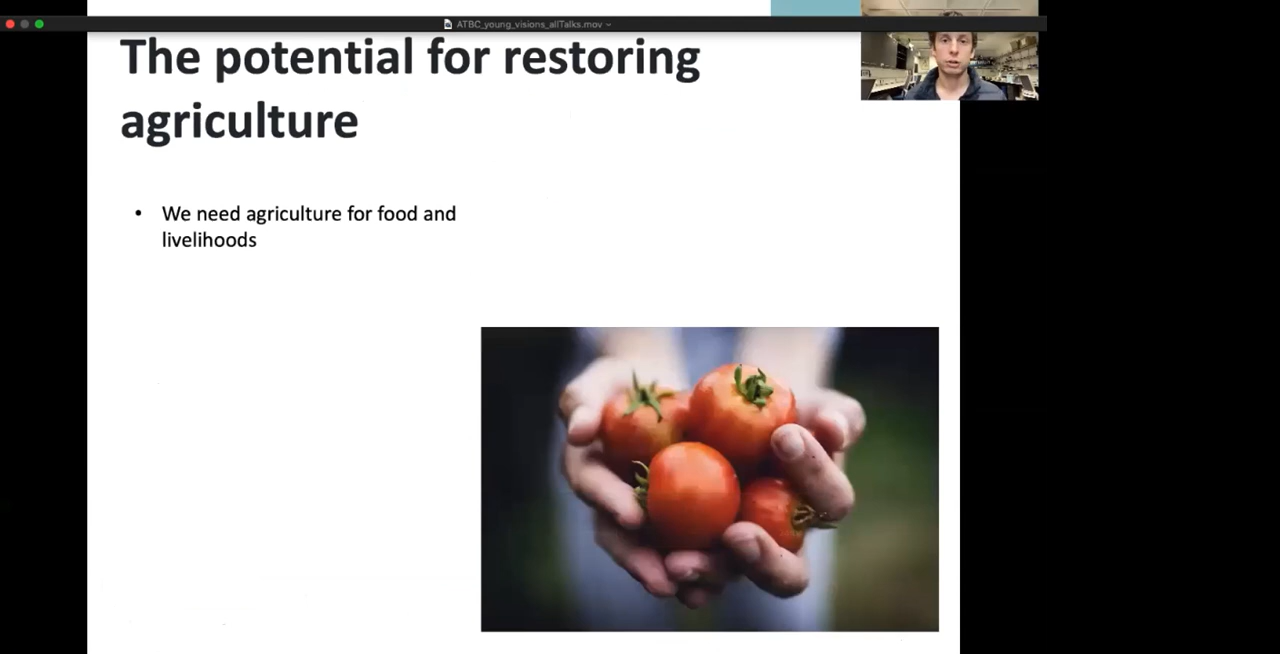 ATBC_young_visions_allTalks.mov
The potential for restoring
agriculture
• We need agriculture for food and
livelihoods